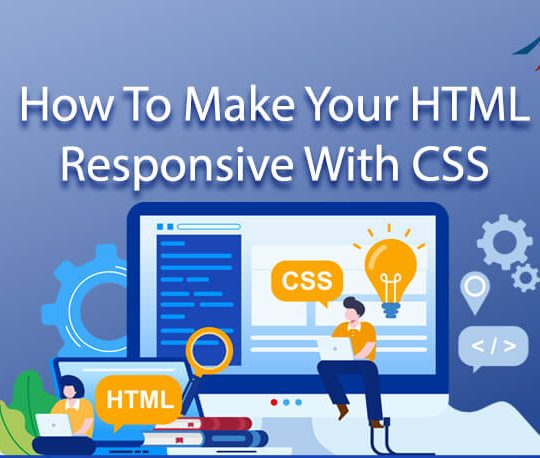 How To Make Your HTML
Responsive With CSS
CSS
</>
HTML